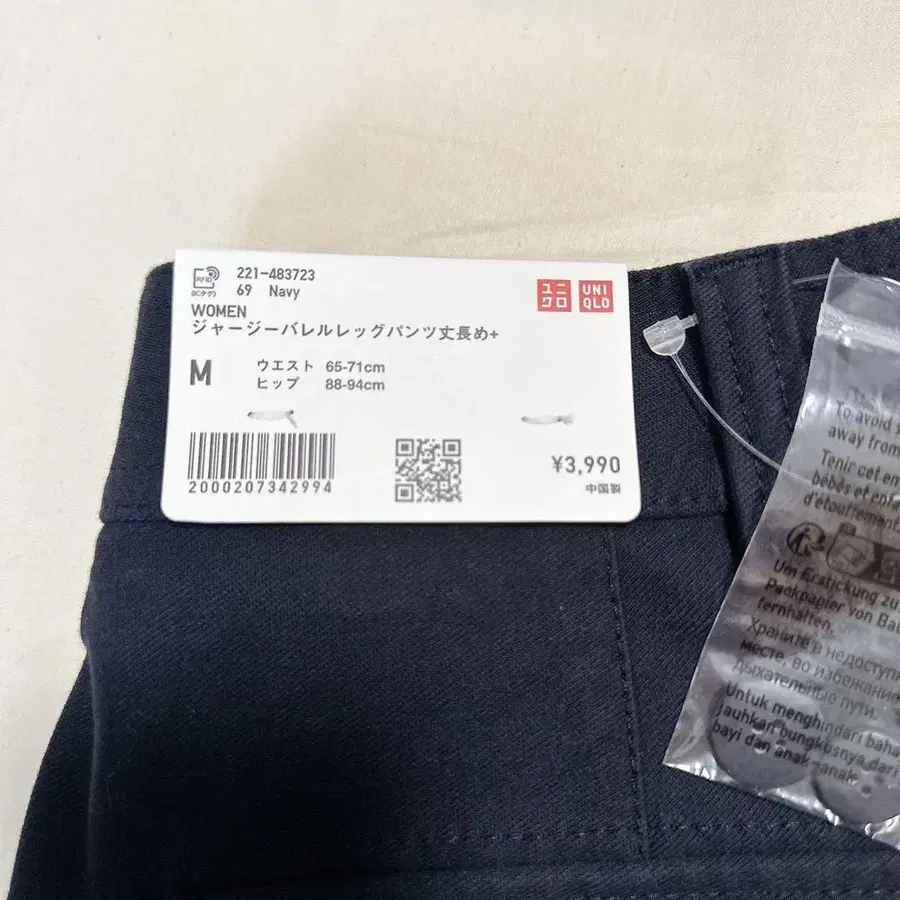 RFID
(ICタグ)
221-483723
69 Navy
WOMEN
ジャージーバレルレッグパンツ丈長め+
M
ウエスト 65-71cm
ヒップ 88-94cm
ユニ
クロ
UNI
QLO
2000207342994
¥3,990
中国製
To avoid
away from
Tenir cet em
bébés et enfa
d'étouffement
Um Erstickung zu
Packpapier von Bab
fernhalten.
Храните в недоступн
месте, во избежание
дыхательные пути.
Untuk menghindari baha
jauhkan bungkusnya dari
bayi dan anak-anak.